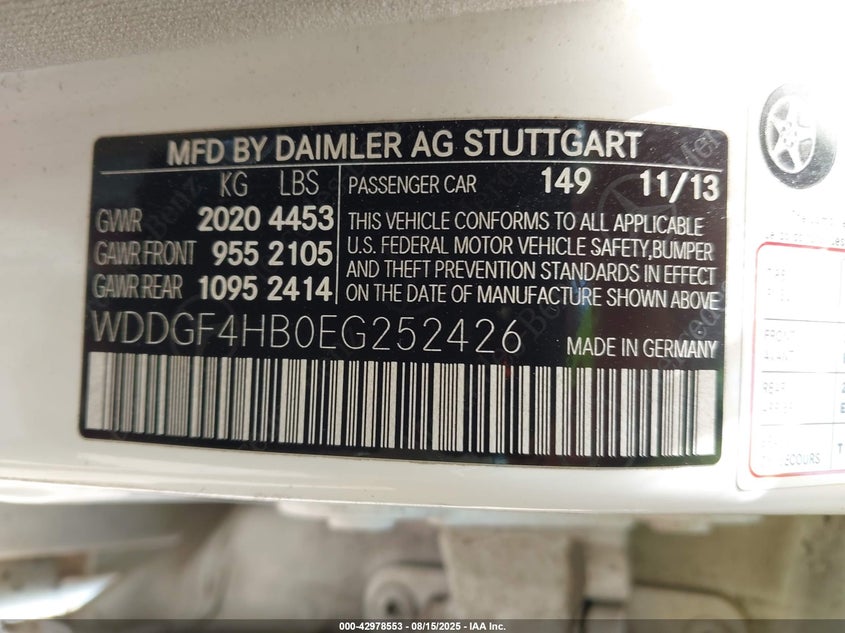 MFD BY DAIMLER AG STUTTGART
KG LBS
GVWR 2020 4453
GAWR FRONT 955 2105
GAWR REAR 1095 2414
PASSENGER CAR 149 11/13
THIS VEHICLE CONFORMS TO ALL APPLICABLE
U.S. FEDERAL MOTOR VEHICLE SAFETY,BUMPER
AND THEFT PREVENTION STANDARDS IN EFFECT
ON THE DATE OF MANUFACTURE SHOWN ABOVE
WDDGF4HB0EG252426
MADE IN GERMANY
TIRE
FRONT
REAR
000-42978553 - 08/15/2025 - IAA Inc.